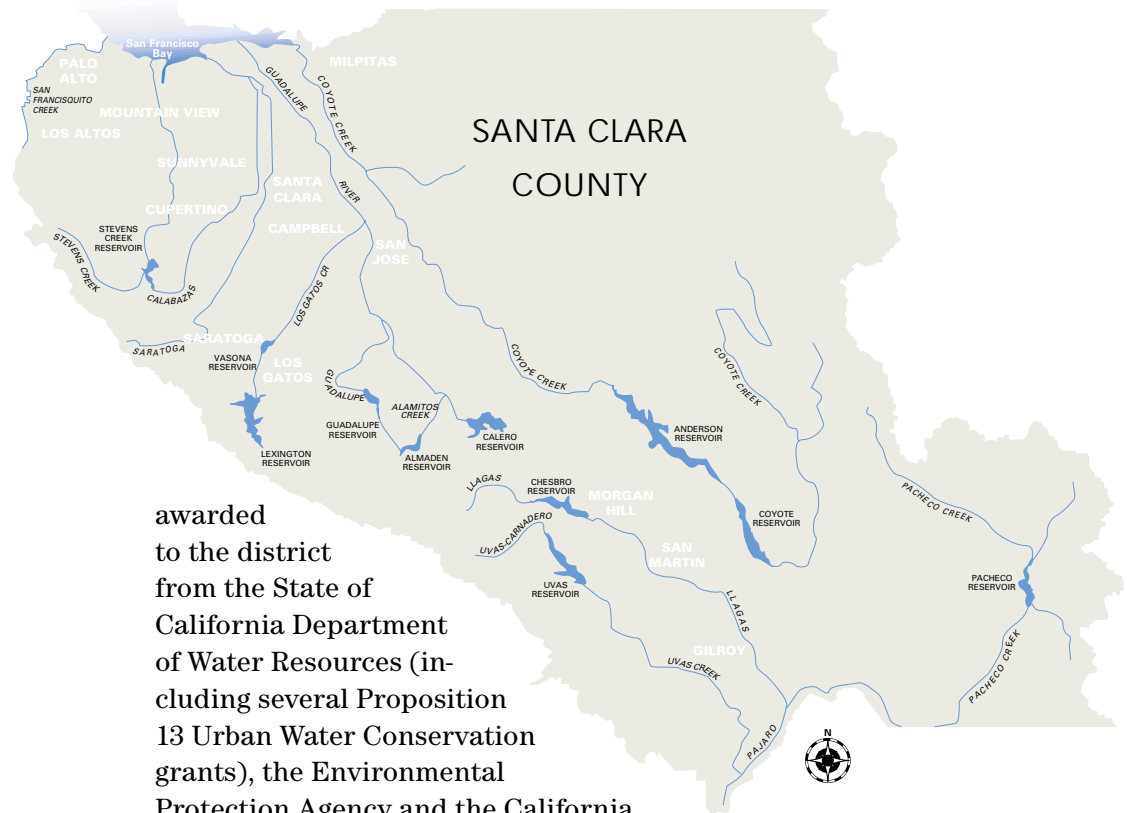 San Francisco
Bay
PALO
ALTO
MILPITAS
SAN
FRANCISQUITO
CREEK
GUADALUPE
COYOTE CREEK
MOUNTAIN VIEW
LOS ALTOS
SANTA CLARA
COUNTY
SUNNYVALE
SANTA
CLARA
RIVER
CUPERTINO
CAMPBELL
STEVENS
CREEK
RESERVOIR
STEVENS CREEK
SAN
JOSE
CALABAZAS
LOS GATOS CR
SARATOGA
SARATOGA
VASONA
RESERVOIR
LOS
GATOS
GUADALUPE
COYOTE CREEK
COYOTE CREEK
ALAMITOS
CREEK
GUADALUPE
RESERVOIR
ANDERSON
RESERVOIR
CALERO
RESERVOIR
LEXINGTON
RESERVOIR
ALMADEN
RESERVOIR
LLAGAS
CHESBRO
RESERVOIR
MORGAN
HILL
PACHECO CREEK
COYOTE
RESERVOIR
UVAS-CARNADERO
SAN
MARTIN
UVAS
RESERVOIR
PACHECO
RESERVOIR
LLAGAS
GILROY
UVAS CREEK
PACHECO CREEK
PAJARO
N
awarded
to the district
from the State of
California Department
of Water Resources (in-
cluding several Proposition
13 Urban Water Conservation
grants), the Environmental
Protection Agency and the California